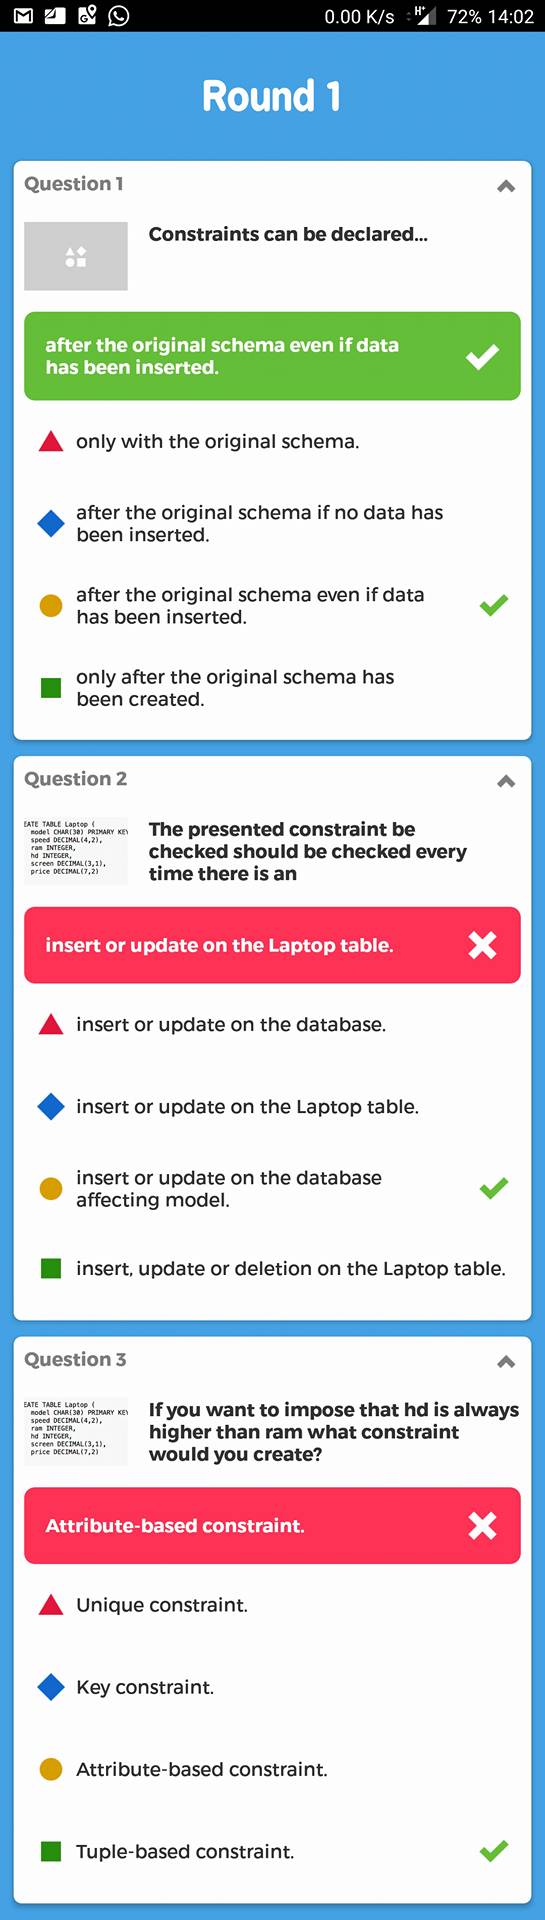 0.00 K/s H+ 72% 14:02
Round 1
Question 1
Constraints can be declared...
after the original schema even if data
has been inserted.
only with the original schema.
after the original schema if no data has
been inserted.
after the original schema even if data
has been inserted.
only after the original schema has
been created.
Question 2
EATE TABLE Laptop (
model CHAR(30) PRIMARY KEY
speed DECIMAL(4,2),
ram INTEGER,
hd INTEGER,
screen DECIMAL(3,1),
price DECIMAL(7,2)
The presented constraint be
checked should be checked every
time there is an
insert or update on the Laptop table.
insert or update on the database.
insert or update on the Laptop table.
insert or update on the database
affecting model.
insert, update or deletion on the Laptop table.
Question 3
EATE TABLE Laptop (
model CHAR(30) PRIMARY KEY
speed DECIMAL(4,2),
ram INTEGER,
hd INTEGER,
screen DECIMAL(3,1),
price DECIMAL(7,2)
If you want to impose that hd is always
higher than ram what constraint
would you create?
Attribute-based constraint.
Unique constraint.
Key constraint.
Attribute-based constraint.
Tuple-based constraint.